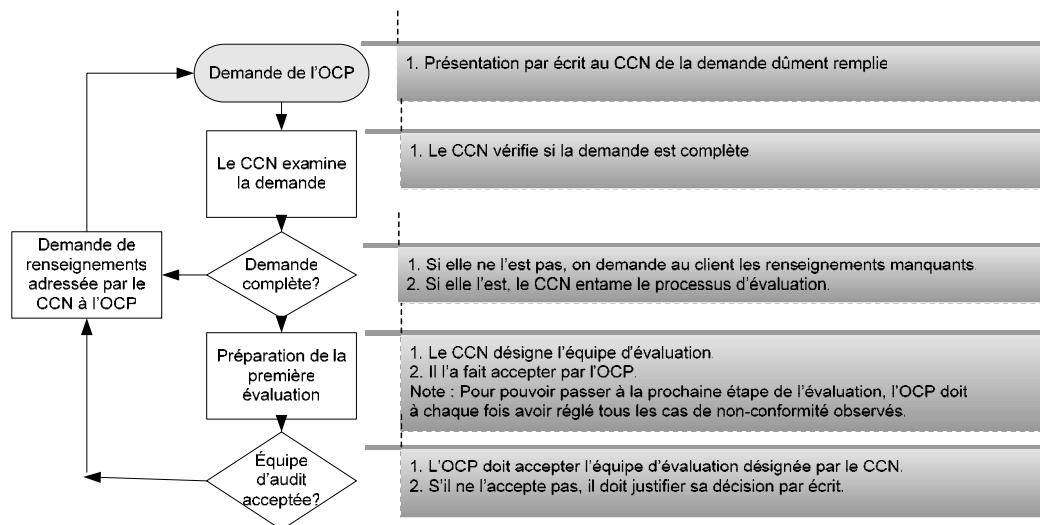 Demande de l'OCP
1. Présentation par écrit au CCN de la demande dûment remplie
Le CCN examine
la demande
1. Le CCN vérifie si la demande est complète.
Demande de
renseignements
adressée par le
CCN à l'OCP
Demande
complète?
1. Si elle ne l'est pas, on demande au client les renseignements manquants.
2. Si elle l'est, le CCN entame le processus d'évaluation.
Préparation de la
première
évaluation
1. Le CCN désigne l'équipe d'évaluation.
2. Il l'a fait accepter par l'OCP.
Note : Pour pouvoir passer à la prochaine étape de l'évaluation, l'OCP doit
à chaque fois avoir réglé tous les cas de non-conformité observés.
Équipe
d'audit
acceptée?
1. L'OCP doit accepter l'équipe d'évaluation désignée par le CCN.
2. S'il ne l'accepte pas, il doit justifier sa décision par écrit.